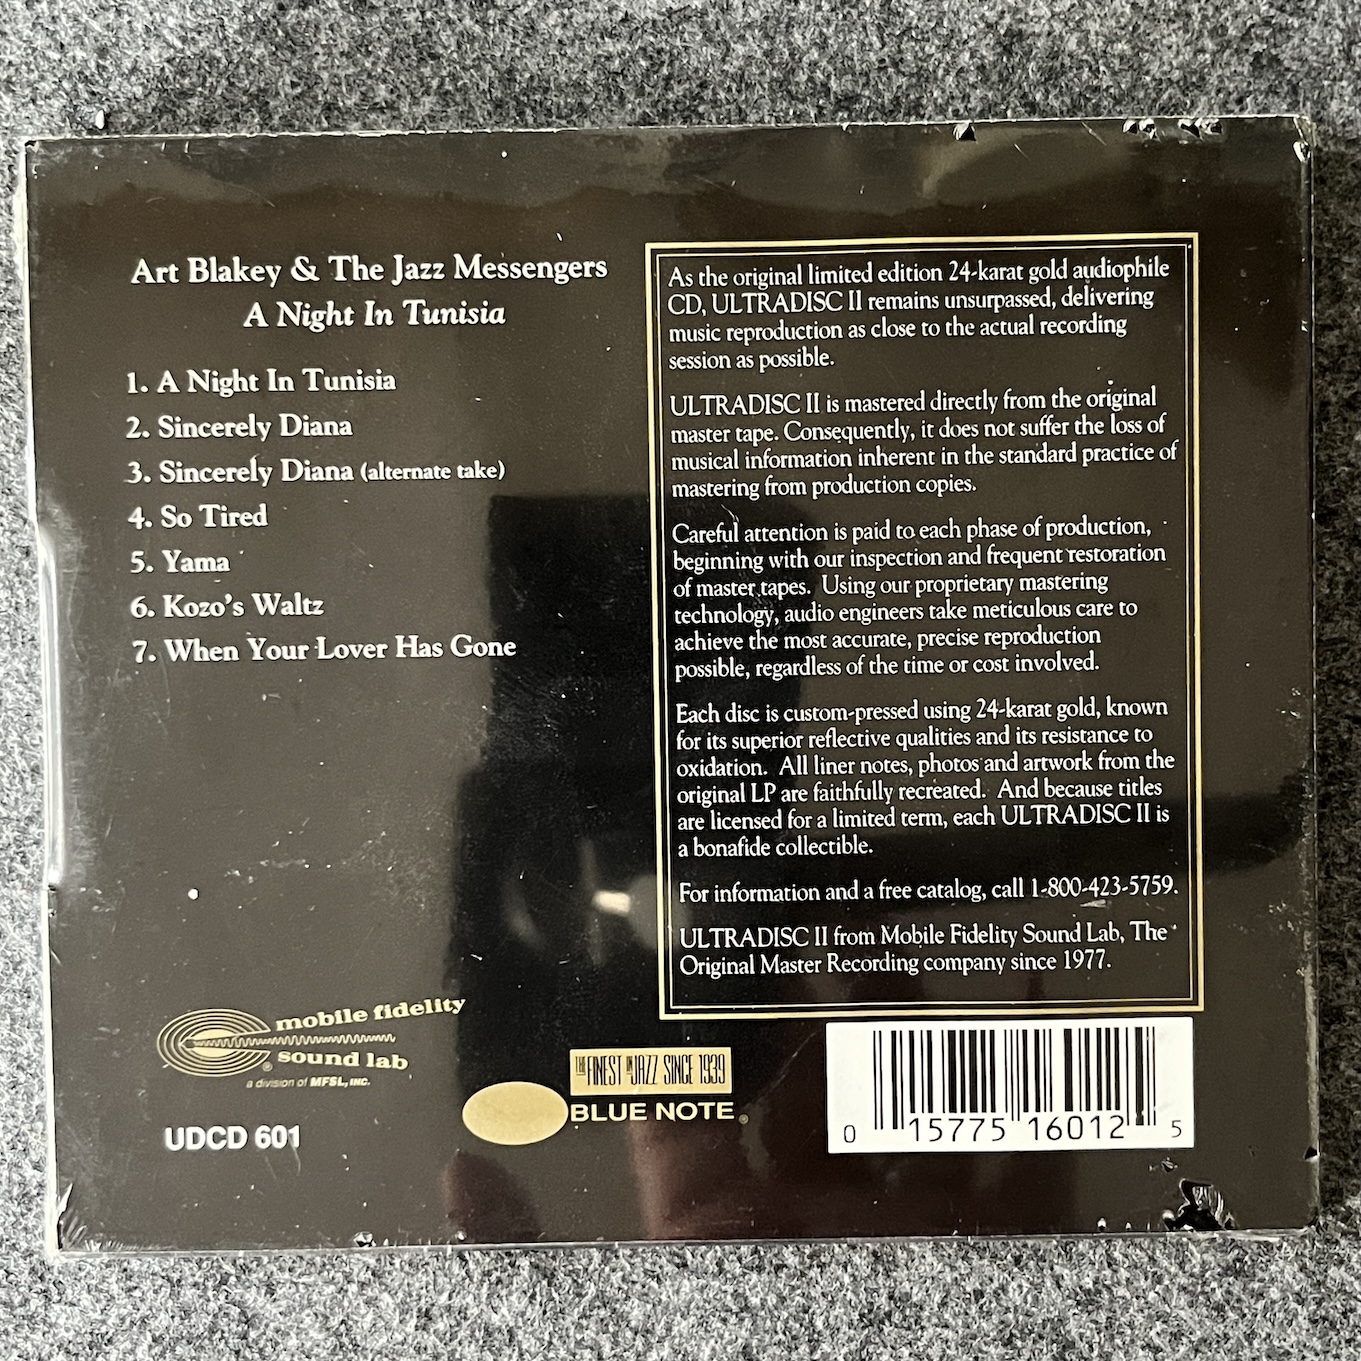 Art Blakey & The Jazz Messengers
A Night In Tunisia
1. A Night In Tunisia
2. Sincerely Diana
3. Sincerely Diana (alternate take)
4. So Tired
5. Yama
6. Kozo's Waltz
7. When Your Lover Has Gone
As the original limited edition 24-karat gold audiophile
CD, ULTRADISC II remains unsurpassed, delivering
music reproduction as close to the actual recording
session as possible.
ULTRADISC II is mastered directly from the original
master tape. Consequently, it does not suffer the loss of
musical information inherent in the standard practice of
mastering from production copies.
Careful attention is paid to each phase of production,
beginning with our inspection and frequent restoration
of master tapes. Using our proprietary mastering
technology, audio engineers take meticulous care to
achieve the most accurate, precise reproduction
possible, regardless of the time or cost involved.
Each disc is custom-pressed using 24-karat gold, known
for its superior reflective qualities and its resistance to
oxidation. All liner notes, photos and artwork from the
original LP are faithfully recreated. And because titles
are licensed for a limited term, each ULTRADISC II is
a bonafide collectible.
For information and a free catalog, call 1-800-423-5759.
ULTRADISC II from Mobile Fidelity Sound Lab, The
Original Master Recording company since 1977.
mobile fidelity
sound lab
®
a division of MFSL, INC.
UDCD 601
THE FINEST IN JAZZ SINCE 1939
BLUE NOTE®
0 15775 16012 5